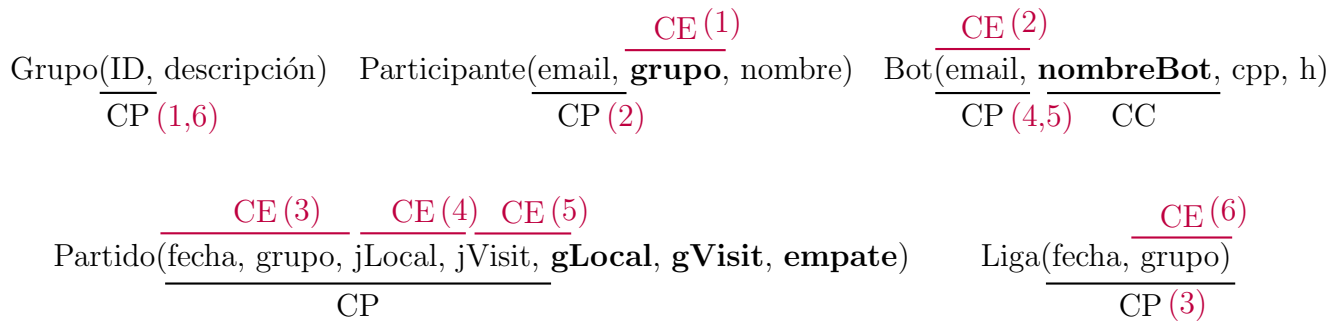 CE (1) CE (2)
Grupo(ID, descripción) Participante(email, grupo, nombre) Bot(email, nombreBot, cpp, h)
CP (1,6) CP (2) CP (4,5) CC
CE (3) CE (4) CE (5) CE (6)
Partido(fecha, grupo, jLocal, jVisit, gLocal, gVisit, empate) Liga(fecha, grupo)
CP CP (3)